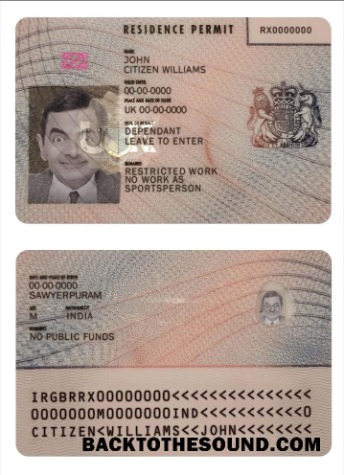 RESIDENCE PERMIT
RX0000000
NAME
JOHN
CITIZEN WILLIAMS
VALID UNTIL
00-00-0000
PLACE AND DATE OF ISSUE
UK 00-00-0000
TYPE OF PERMIT
DEPENDANT
LEAVE TO ENTER
REMARKS
RESTRICTED WORK
NO WORK AS
SPORTSPERSON
DATE AND PLACE OF BIRTH
00-00-0000
SAWYERPURAM
SEX NATIONALITY
M INDIA
REMARKS
NO PUBLIC FUNDS
IRGBRRX00000000<<<<<<<<<<<<<<<
0000000M0000000IND<<<<<<<<<<<0
CITIZEN<WILLIAMS<<JOHN<<<<<<<<
BACKTOTHESOUND.COM